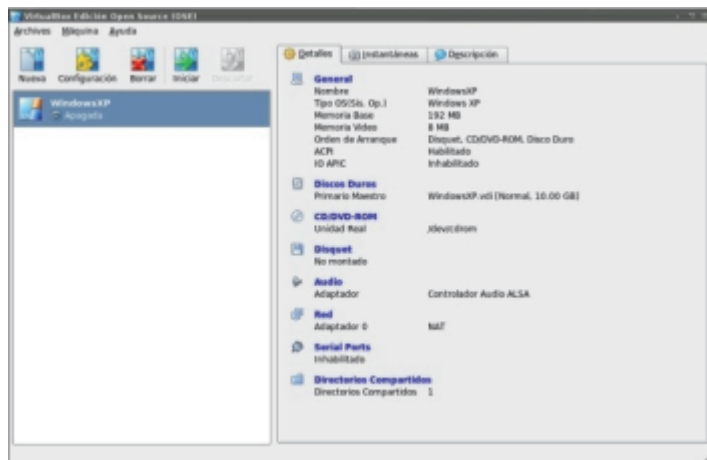 VirtualBox Edición Open Source (OSE)
Archivos Máquina Ayuda
Nueva Configuración Borrar Iniciar Descartar
Detalles Instantáneas Descripción
WindowsXP
Apagada
General
Nombre WindowsXP
Tipo OS(Sis. Op.) Windows XP
Memoria Base 192 MB
Memoria Video 8 MB
Orden de Arranque Disquet, CD/DVD-ROM, Disco Duro
ACPI Habilitado
IO APIC Inhabilitado
Discos Duros
Primario Maestro WindowsXP.vdi [Normal, 10.00 GB]
CD/DVD-ROM
Unidad Real /dev/cdrom
Disquet
No montado
Audio
Adaptador Controlador Audio ALSA
Red
Adaptador 0 NAT
Serial Ports
Inhabilitado
Directorios Compartidos
Directorios Compartidos 1